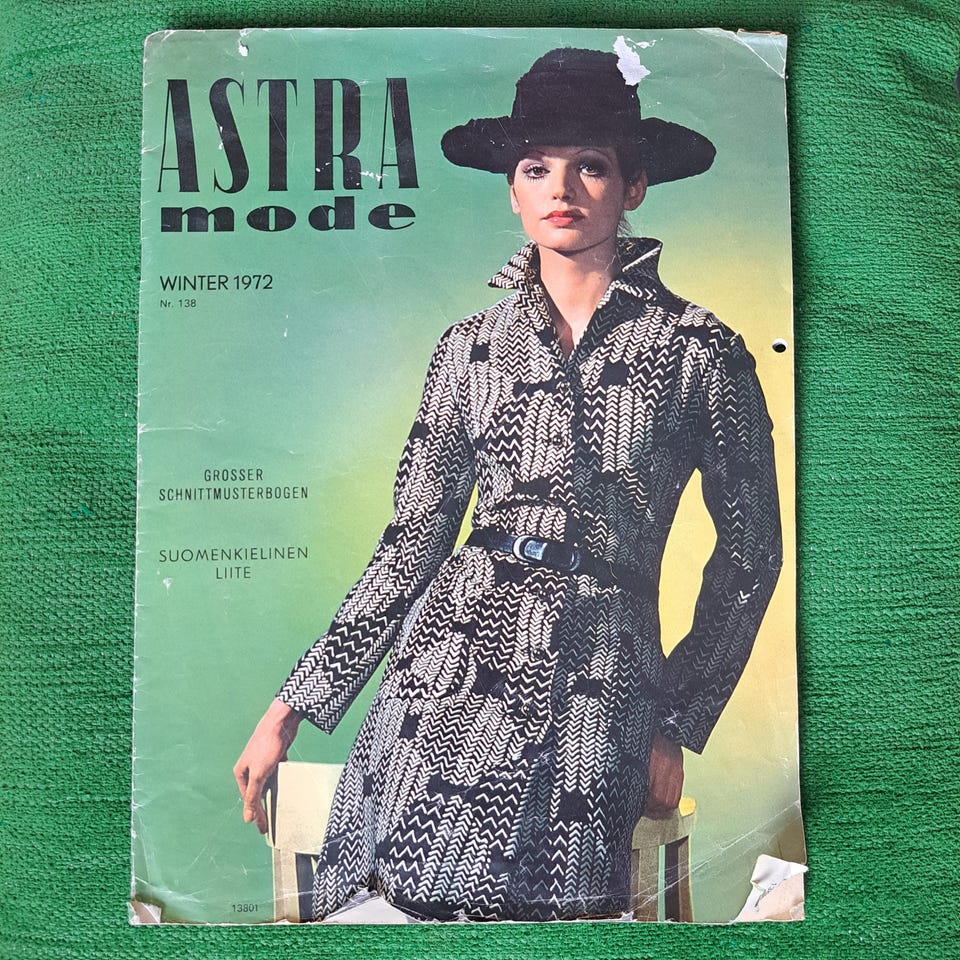 ASTRA
mode
WINTER 1972
Nr. 138
GROSSER
SCHNITTMUSTERBOGEN
SUOMENKIELINEN
LIITE
13801